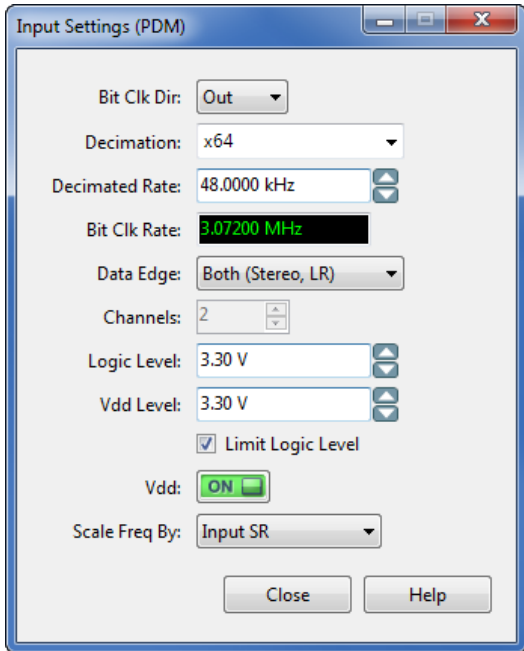 Input Settings (PDM)
Bit Clk Dir: Out
Decimation: x64
Decimated Rate: 48.0000 kHz
Bit Clk Rate: 3.07200 MHz
Data Edge: Both (Stereo, LR)
Channels: 2
Logic Level: 3.30 V
Vdd Level: 3.30 V
Limit Logic Level
Vdd: ON
Scale Freq By: Input SR
Close Help